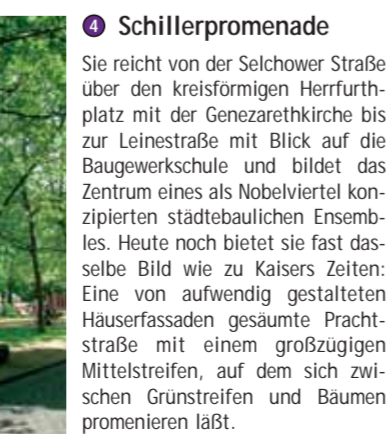 4 Schillerpromenade
Sie reicht von der Selchower Straße
über den kreisförmigen Herrfurth-
platz mit der Genezarethkirche bis
zur Leinestraße mit Blick auf die
Baugewerkschule und bildet das
Zentrum eines als Nobelviertel kon-
zipierten städtebaulichen Ensemb-
les. Heute noch bietet sie fast das-
selbe Bild wie zu Kaisers Zeiten:
Eine von aufwendig gestalteten
Häuserfassaden gesäumte Pracht-
straße mit einem großzügigen
Mittelstreifen, auf dem sich zwi-
schen Grünstreifen und Bäumen
promenieren läßt.